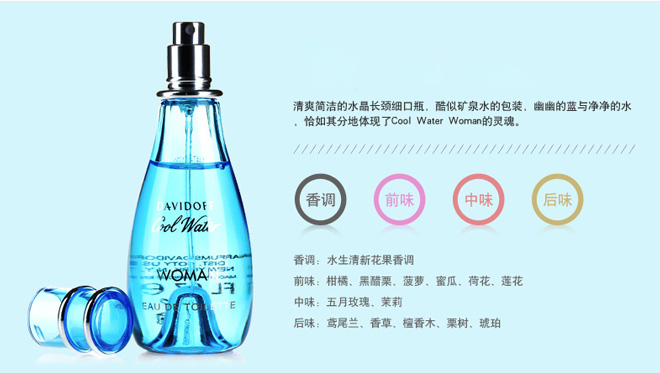 清爽简洁的水晶长颈细口瓶，酷似矿泉水的包装，幽幽的蓝与净净的水
，恰如其分地体现了Cool Water Woman的灵魂。
香调
前味
中味
后味
香调：水生清新花果香调
前味：柑橘、黑醋栗、菠萝、蜜瓜、荷花、莲花
中味：五月玫瑰、茉莉
后味：鸢尾兰、香草、檀香木、栗树、琥珀
DAVIDOFF
Cool Water
WOMAN
EAU DE TOILETTE